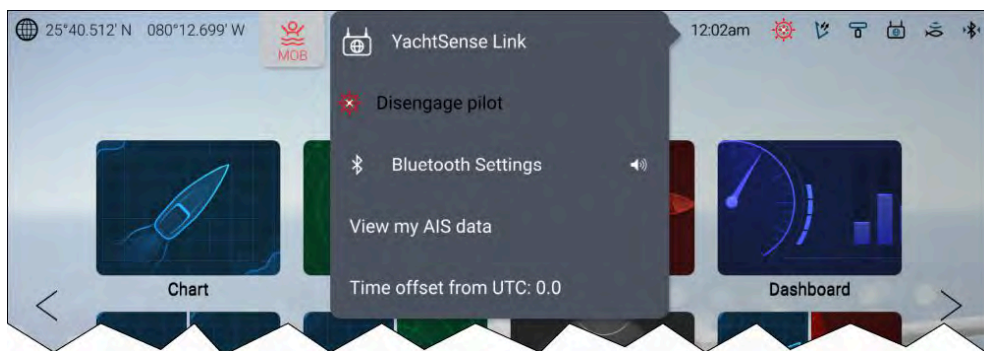 25°40.512' N 080°12.699' W
MOB
YachtSense Link
12:02am
Disengage pilot
Bluetooth Settings
View my AIS data
Time offset from UTC: 0.0
Chart
Dashboard